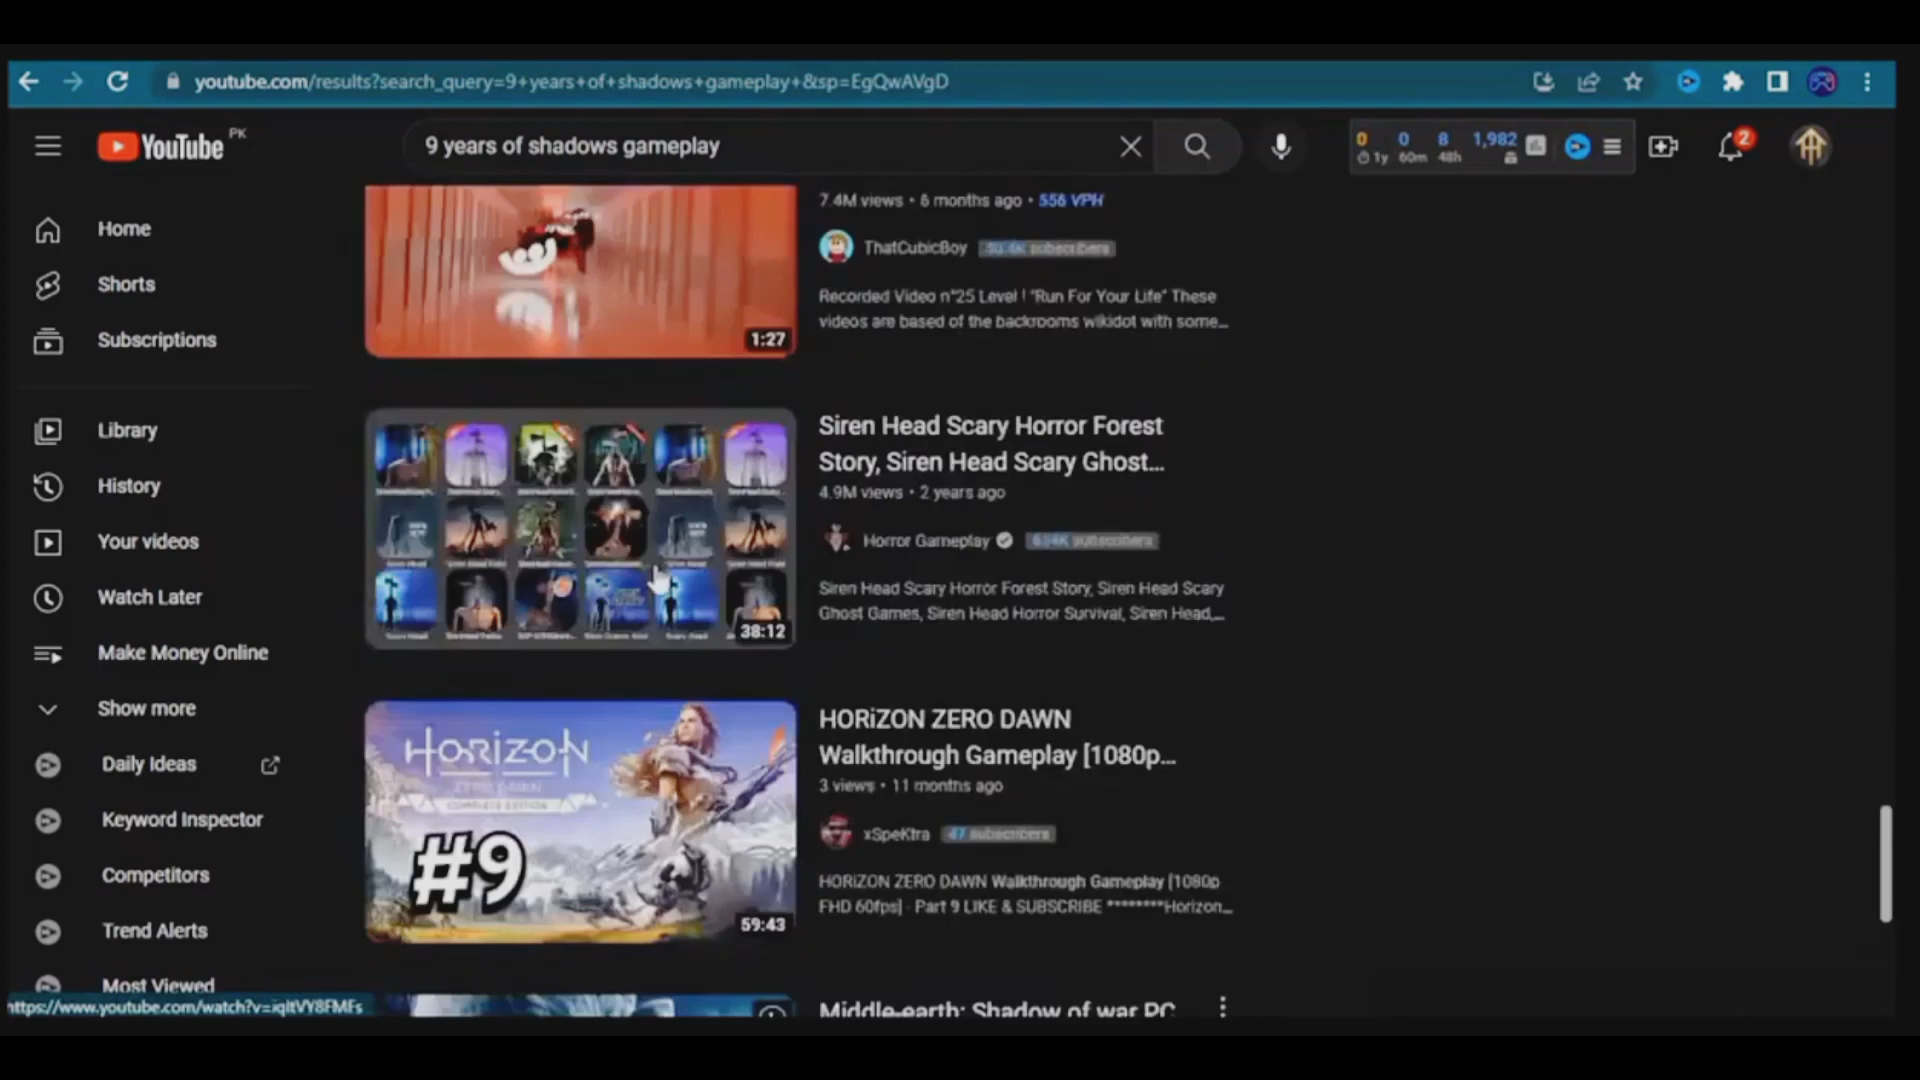 youtube.com/results?search_query=9+years+of+shadows+gameplay+&sp=EgQwAVgD
YouTube PK
9 years of shadows gameplay
0 0 8 1,982
1y 60m 48h
2
Home
Shorts
Subscriptions
Library
History
Your videos
Watch Later
Make Money Online
Show more
Daily Ideas
Keyword Inspector
Competitors
Trend Alerts
Most Viewed
https://www.youtube.com/watch?v=iqltVY8FMFs
1:27
7.4M views • 6 months ago • 556 VPH
ThatCubicBoy subscribers
Recorded Video n°25 Level ! "Run For Your Life" These
videos are based of the backrooms wikidot with some...
38:12
Siren Head Scary Horror Forest
Story, Siren Head Scary Ghost...
4.9M views • 2 years ago
Horror Gameplay subscribers
Siren Head Scary Horror Forest Story, Siren Head Scary
Ghost Games, Siren Head Horror Survival, Siren Head,...
HORIZON
ZERO DAWN
COMPLETE EDITION
#9
59:43
HORiZON ZERO DAWN
Walkthrough Gameplay [1080p...
3 views • 11 months ago
xSpeKtra 47 subscribers
HORiZON ZERO DAWN Walkthrough Gameplay [1080p
FHD 60fps] - Part 9 LIKE & SUBSCRIBE ********Horizon...
Middle-earth: Shadow of war PC